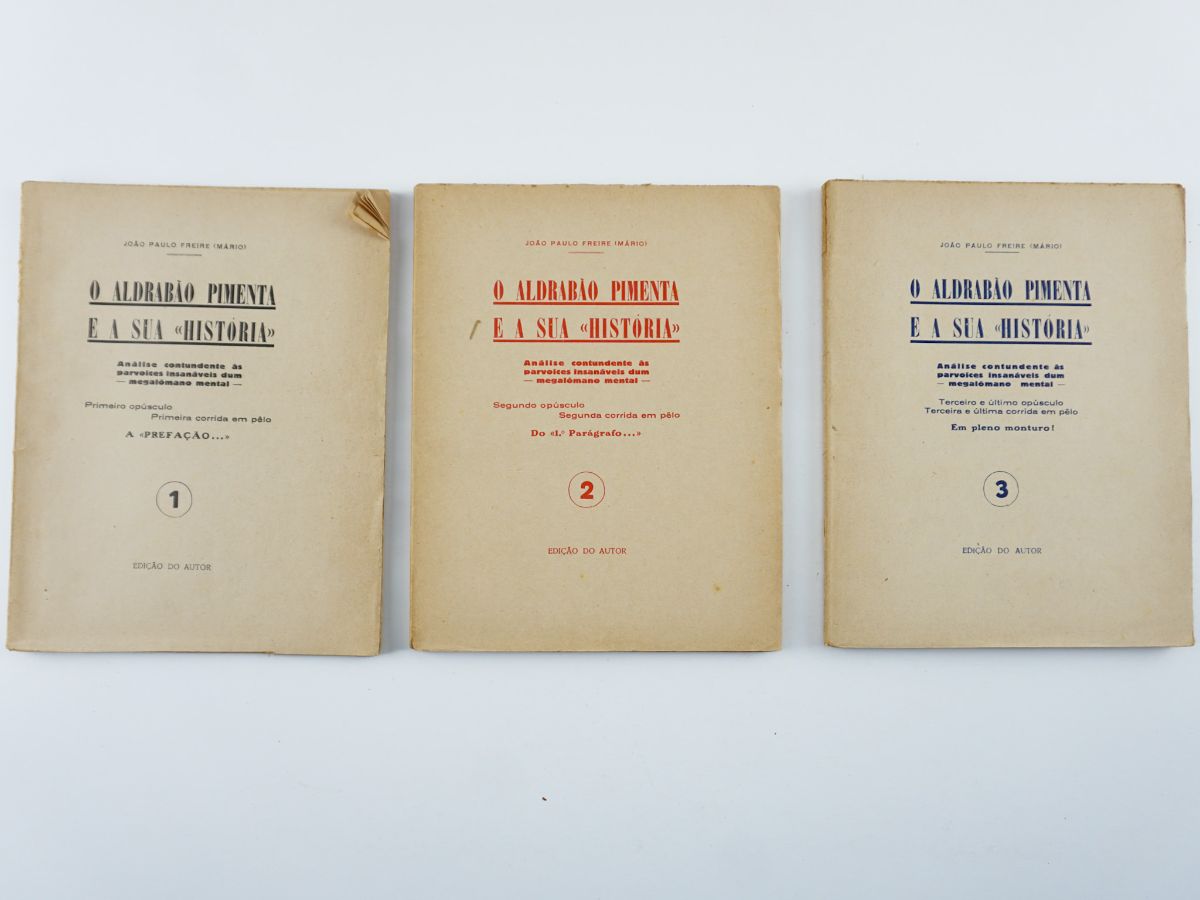 JOÃO PAULO FREIRE (MÁRIO)
O ALDRABÃO PIMENTA
E A SUA «HISTÓRIA»
Análise contundente às
parvoíces insanáveis dum
— megalómano mental —
Primeiro opúsculo
Primeira corrida em pêlo
A «PREFAÇÃO...»
1
EDIÇÃO DO AUTOR
JOÃO PAULO FREIRE (MÁRIO)
O ALDRABÃO PIMENTA
E A SUA «HISTÓRIA»
Análise contundente às
parvoíces insanáveis dum
— megalómano mental —
Segundo opúsculo
Segunda corrida em pêlo
Do «1.º Parágrafo...»
2
EDIÇÃO DO AUTOR
JOÃO PAULO FREIRE (MÁRIO)
O ALDRABÃO PIMENTA
E A SUA «HISTÓRIA»
Análise contundente às
parvoíces insanáveis dum
— megalómano mental —
Terceiro e último opúsculo
Terceira e última corrida em pêlo
Em pleno monturo!
3
EDIÇÃO DO AUTOR